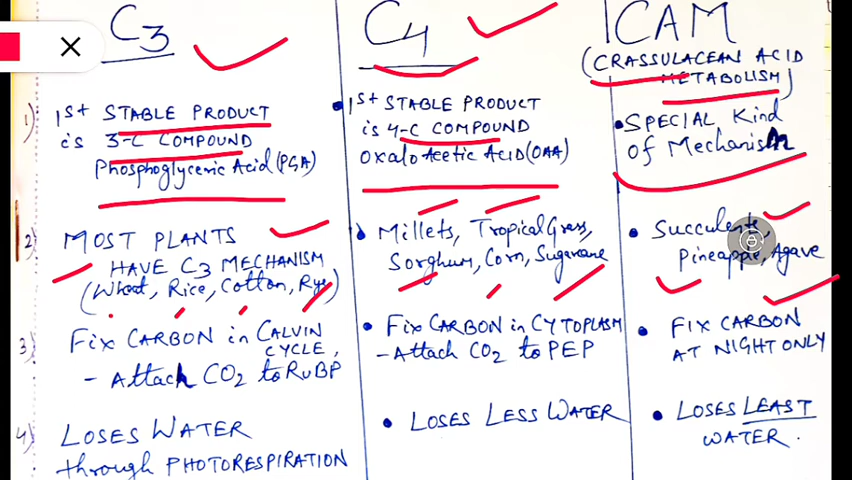 C3
1) 1st STABLE PRODUCT
is 3-C COMPOUND
Phosphoglyceric Acid (PGA)
2) MOST PLANTS
HAVE C3 MECHANISM
(Wheat, Rice, Cotton, Rye)
3) Fix CARBON in CALVIN
CYCLE,
- Attach CO2 to RuBP
4) LOSES WATER
through PHOTORESPIRATION
C4
• 1st STABLE PRODUCT
is 4-C COMPOUND
OxaloAcetic ACID (OAA)
• Millets, Tropical Grass,
Sorghum, Corn, Sugarcane
• Fix CARBON in CYTOPLASM
- Attach CO2 to PEP
• LOSES LESS WATER
CAM
(CRASSULACEAN ACID
METABOLISM)
• SPECIAL Kind
of Mechanism
• Succulents,
Pineapple, Agave
• FIX CARBON
AT NIGHT ONLY
• LOSES LEAST
WATER.